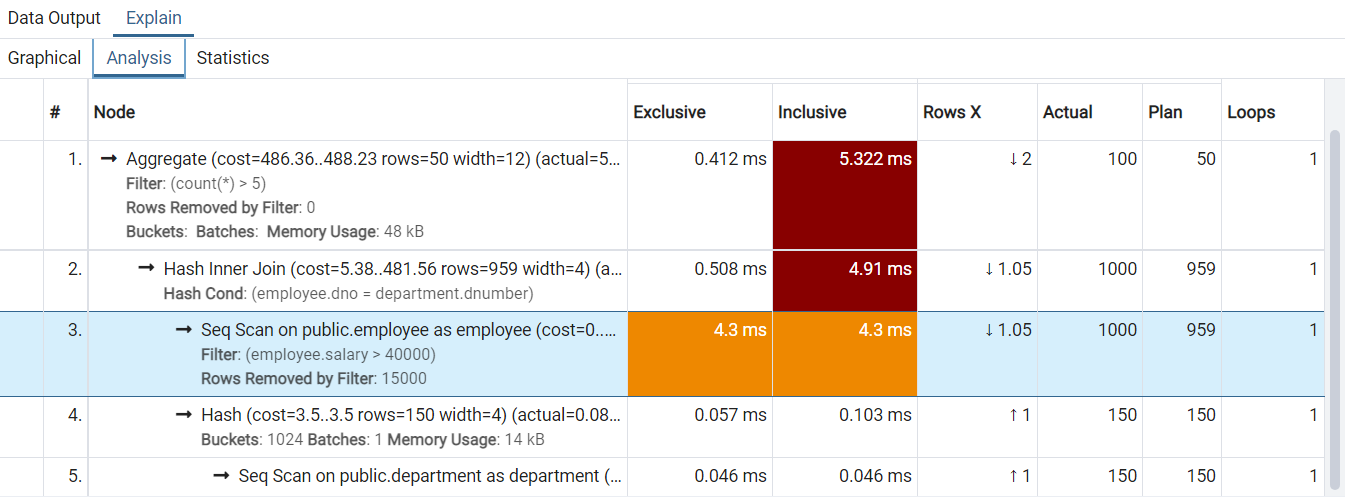 Data Output Explain
Graphical Analysis Statistics
# Node Exclusive Inclusive Rows X Actual Plan Loops
1. → Aggregate (cost=486.36..488.23 rows=50 width=12) (actual=5... 0.412 ms 5.322 ms ↓ 2 100 50 1
Filter: (count(*) > 5)
Rows Removed by Filter: 0
Buckets: Batches: Memory Usage: 48 kB
2. → Hash Inner Join (cost=5.38..481.56 rows=959 width=4) (a... 0.508 ms 4.91 ms ↓ 1.05 1000 959 1
Hash Cond: (employee.dno = department.dnumber)
3. → Seq Scan on public.employee as employee (cost=0..... 4.3 ms 4.3 ms ↓ 1.05 1000 959 1
Filter: (employee.salary > 40000)
Rows Removed by Filter: 15000
4. → Hash (cost=3.5..3.5 rows=150 width=4) (actual=0.08... 0.057 ms 0.103 ms ↑ 1 150 150 1
Buckets: 1024 Batches: 1 Memory Usage: 14 kB
5. → Seq Scan on public.department as department (... 0.046 ms 0.046 ms ↑ 1 150 150 1